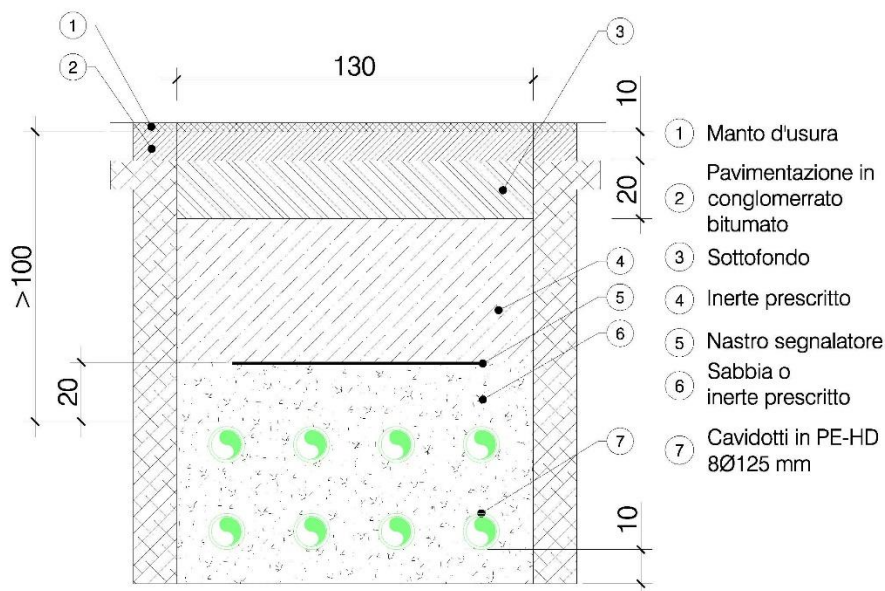 1
2
130
3
10
20
>100
20
4
5
6
7
10
1 Manto d'usura
2 Pavimentazione in
conglomerrato
bitumato
3 Sottofondo
4 Inerte prescritto
5 Nastro segnalatore
6 Sabbia o
inerte prescritto
7 Cavidotti in PE-HD
8Ø125 mm